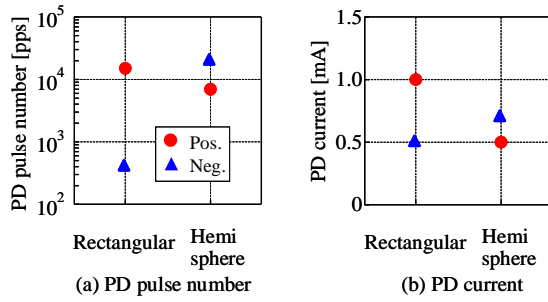 PD pulse number [pps]
10^5
10^4
10^3
10^2
Pos.
Neg.
Rectangular
Hemi
sphere
(a) PD pulse number
PD current [mA]
1.5
1.0
0.5
0
Rectangular
Hemi
sphere
(b) PD current